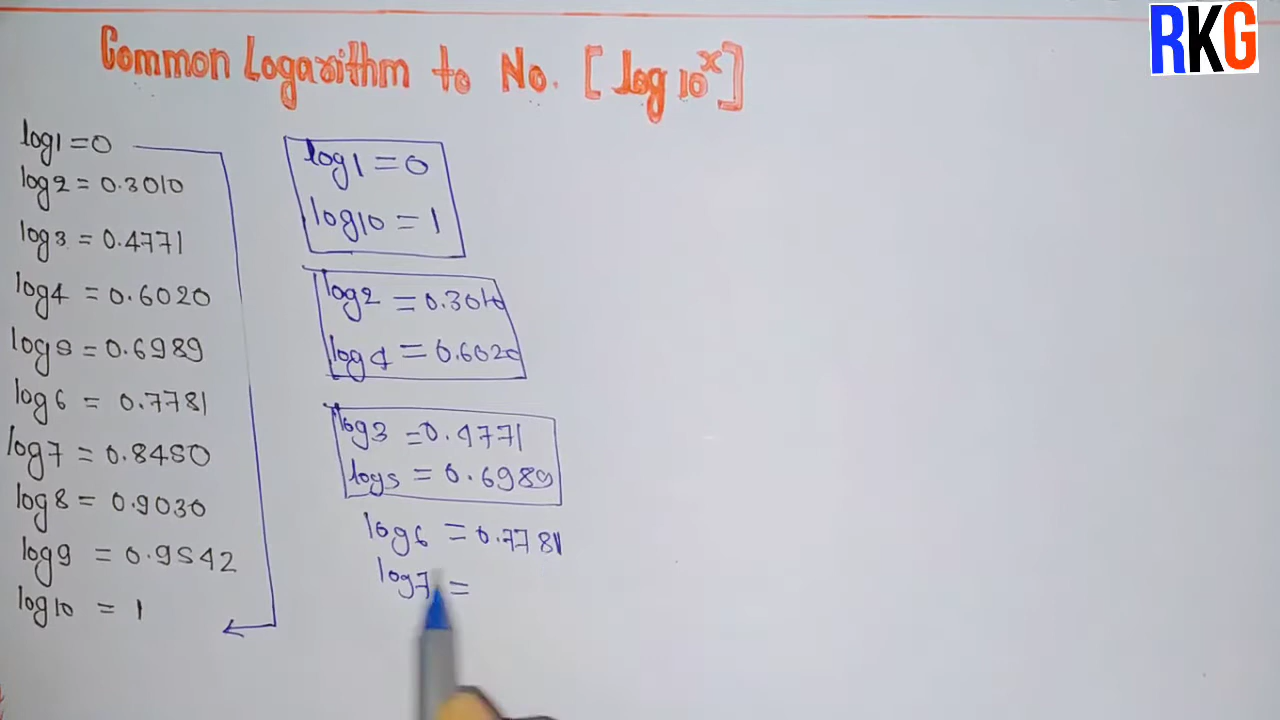 RKG
Common Logarithm to No. [log 10^x]
log1=0
log2=0.3010
log3=0.4771
log4=0.6020
log5=0.6989
log6=0.7781
log7=0.8450
log8=0.9030
log9=0.9542
log10=1
log1=0
log10=1
log2=0.3010
log4=0.6020
log3=0.4771
log5=0.6989
log6=0.7781
log7=